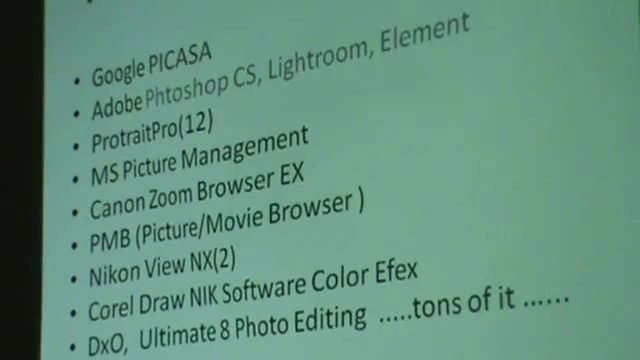 • Google PICASA
• Adobe Phtoshop CS, Lightroom, Element
• ProtraitPro(12)
• MS Picture Management
• Canon Zoom Browser EX
• PMB (Picture/Movie Browser )
• Nikon View NX(2)
• Corel Draw NIK Software Color Efex
• DxO, Ultimate 8 Photo Editing .....tons of it ......